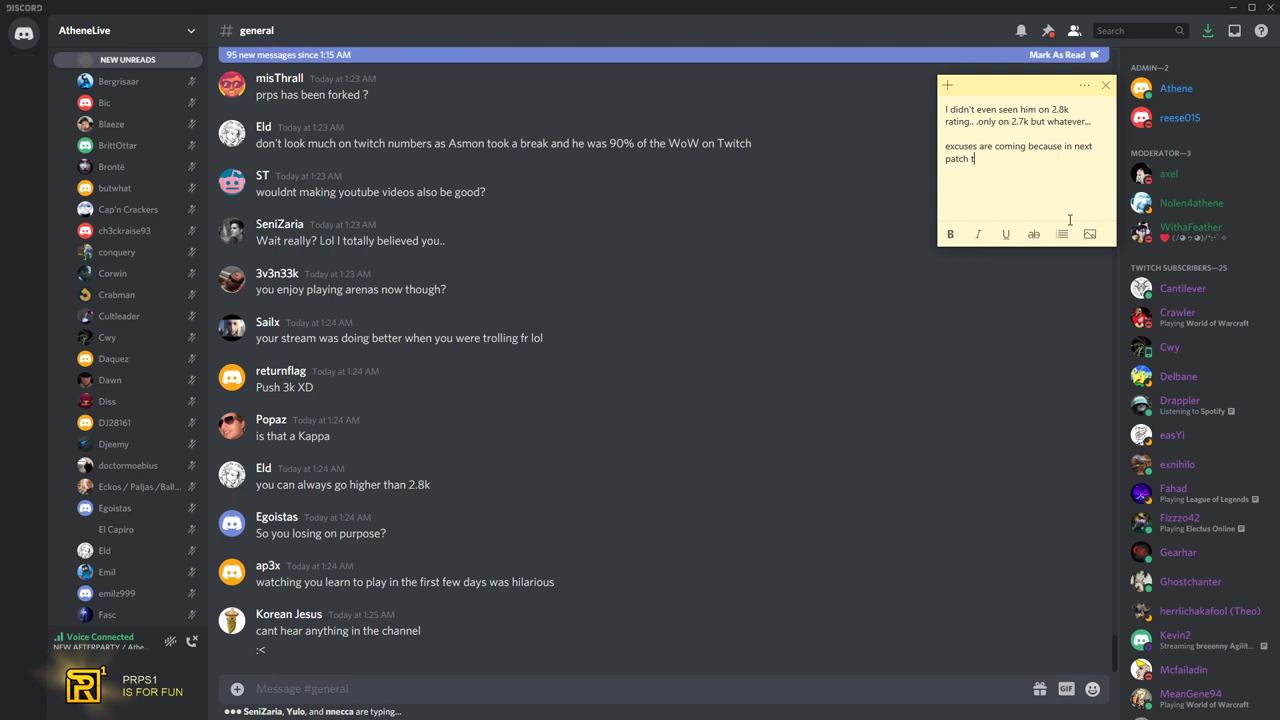 DISCORD
AtheneLive
NEW UNREADS
Bergrisaar
Bic
Blaeze
BrittOttar
Brontë
butwhat
Cap'n Crackers
ch3ckraise93
conquery
Corwin
Crabman
Cultleader
Cwy
Daquez
Dawn
Diss
DJ28161
Djeemy
doctormoebius
Eckos / Paljas /Ball...
Egoistas
El Capiro
Eld
Emil
emilz999
Fasc
Voice Connected
NEW AFTERPARTY / Athe...
R1
PRPS1
IS FOR FUN
# general
Search
95 new messages since 1:15 AM
Mark As Read
misThrall Today at 1:23 AM
prps has been forked ?
Eld Today at 1:23 AM
don't look much on twitch numbers as Asmon took a break and he was 90% of the WoW on Twitch
ST Today at 1:23 AM
wouldnt making youtube videos also be good?
SeniZaria Today at 1:23 AM
Wait really? Lol I totally believed you..
3v3n33k Today at 1:23 AM
you enjoy playing arenas now though?
Sailx Today at 1:24 AM
your stream was doing better when you were trolling fr lol
returnflag Today at 1:24 AM
Push 3k XD
Popaz Today at 1:24 AM
is that a Kappa
Eld Today at 1:24 AM
you can always go higher than 2.8k
Egoistas Today at 1:24 AM
So you losing on purpose?
ap3x Today at 1:24 AM
watching you learn to play in the first few days was hilarious
Korean Jesus Today at 1:25 AM
cant hear anything in the channel
:<
Message #general
GIF
SeniZaria, Yulo, and nnecca are typing...
I didn't even seen him on 2.8k
rating.. .only on 2.7k but whatever...
excuses are coming because in next
patch t
B I U ab
ADMIN—2
Athene
reese015
MODERATOR—3
axel
Nolen4athene
WithaFeather
TWITCH SUBSCRIBERS—25
Cantilever
Crawler
Playing World of Warcraft
Cwy
Delbane
Drappler
Listening to Spotify
easYi
exnihilo
Fahad
Playing League of Legends
Fizzzo42
Playing Electus Online
Gearhar
Ghostchanter
herrlichakafool (Theo)
Kevin2
Streaming breeenny Agilit...
Mcfailadin
MeanGene94
Playing World of Warcraft